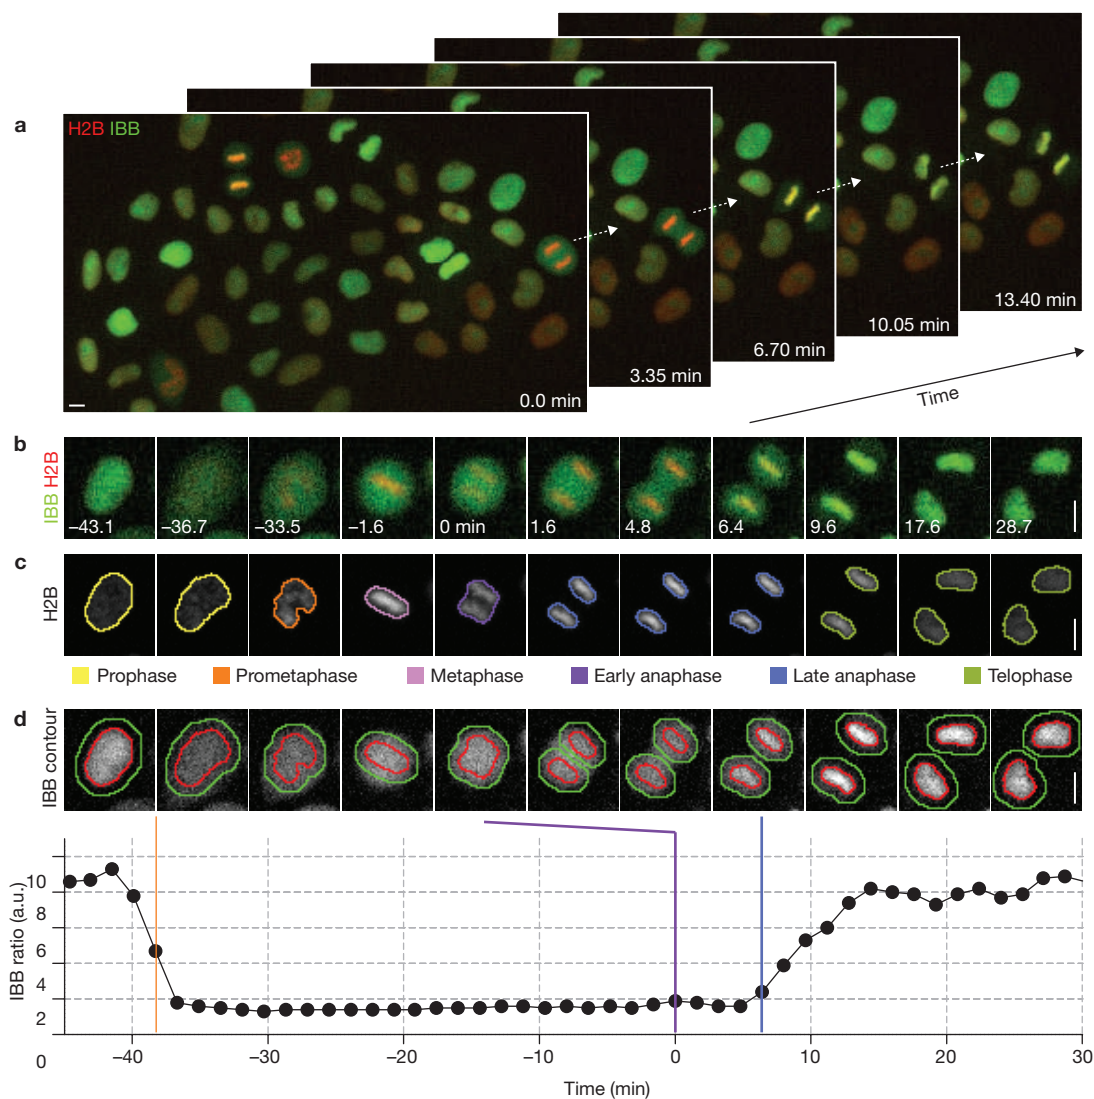 a
H2B IBB
0.0 min
3.35 min
6.70 min
10.05 min
13.40 min
Time
b
IBB H2B
−43.1
−36.7
−33.5
−1.6
0 min
1.6
4.8
6.4
9.6
17.6
28.7
c
H2B
Prophase
Prometaphase
Metaphase
Early anaphase
Late anaphase
Telophase
d
IBB contour
IBB ratio (a.u.)
10
8
6
4
2
0
−40
−30
−20
−10
0
10
20
30
Time (min)